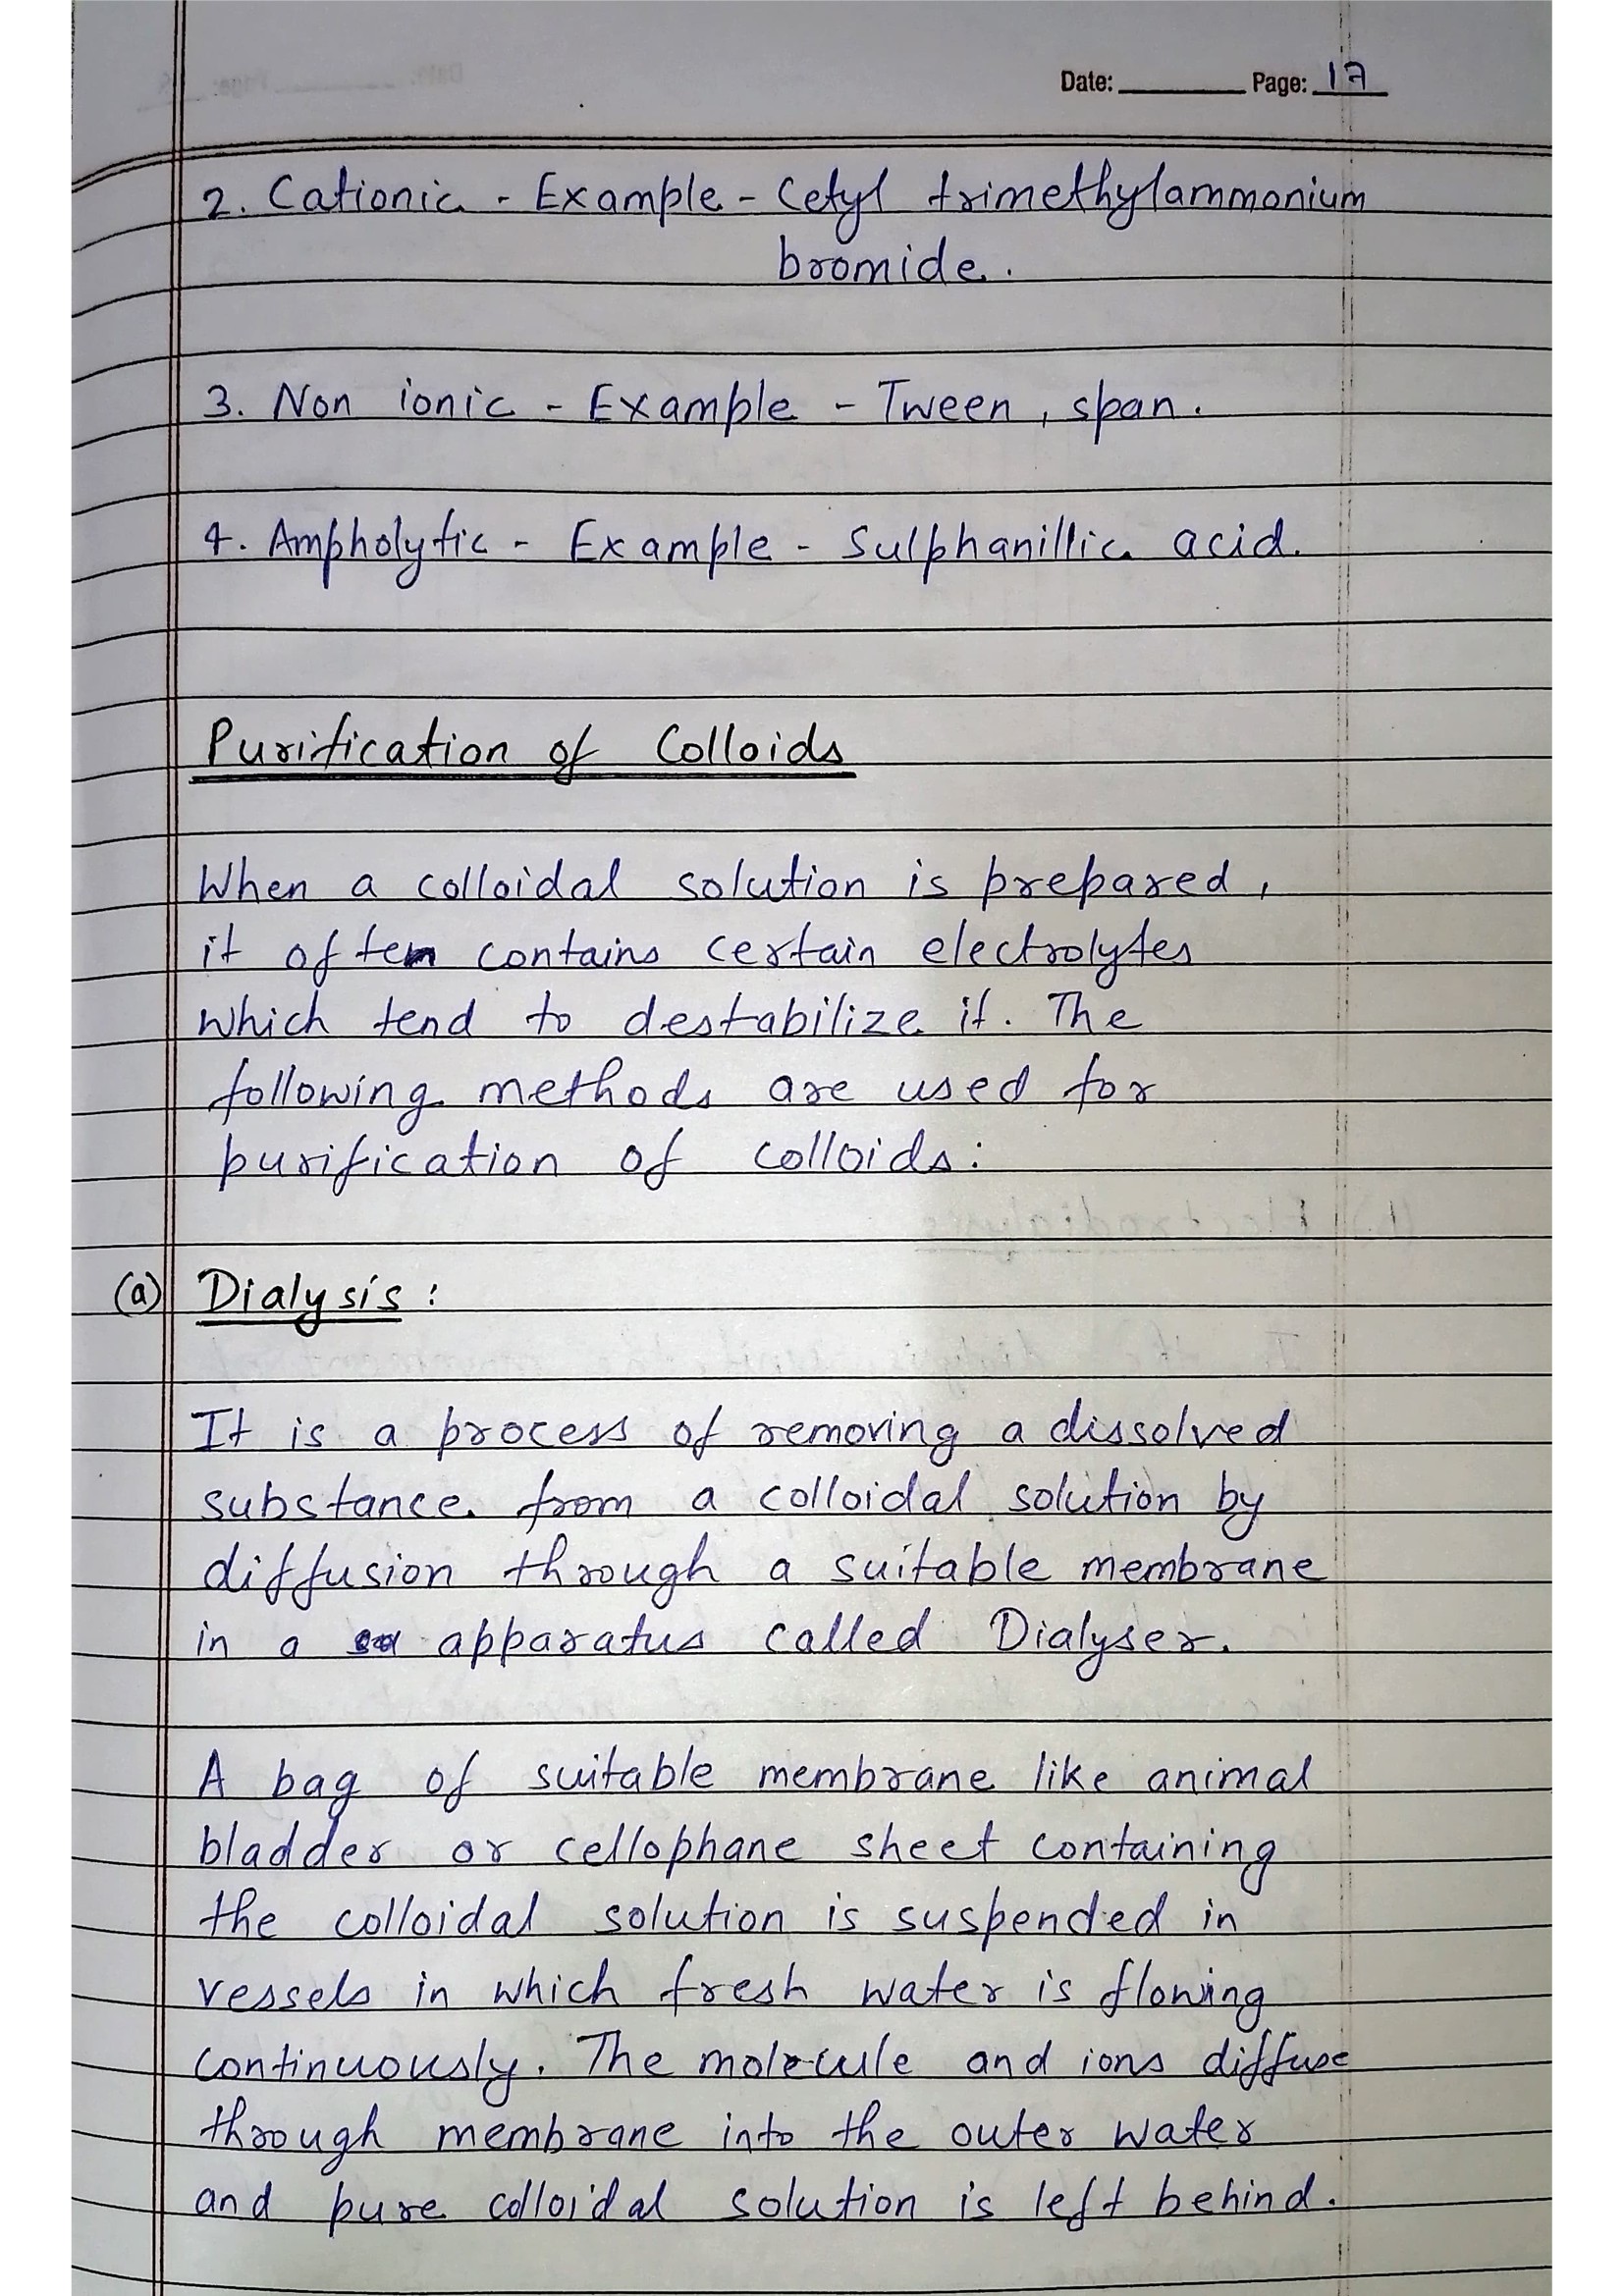 Date: Page: 17
2. Cationic - Example - Cetyl trimethylammonium
bromide.
3. Non ionic - Example - Tween, span.
4. Ampholytic - Example - Sulphanillic acid.
Purification of Colloids
When a colloidal solution is prepared,
it often contains certain electrolytes
which tend to destabilize it. The
following methods are used for
purification of colloids:
(a) Dialysis:
It is a process of removing a dissolved
substance from a colloidal solution by
diffusion through a suitable membrane
in a apparatus called Dialyser.
A bag of suitable membrane like animal
bladder or cellophane sheet containing
the colloidal solution is suspended in
vessels in which fresh water is flowing
continuously. The molecule and ions diffuse
through membrane into the outer water
and pure colloidal solution is left behind.